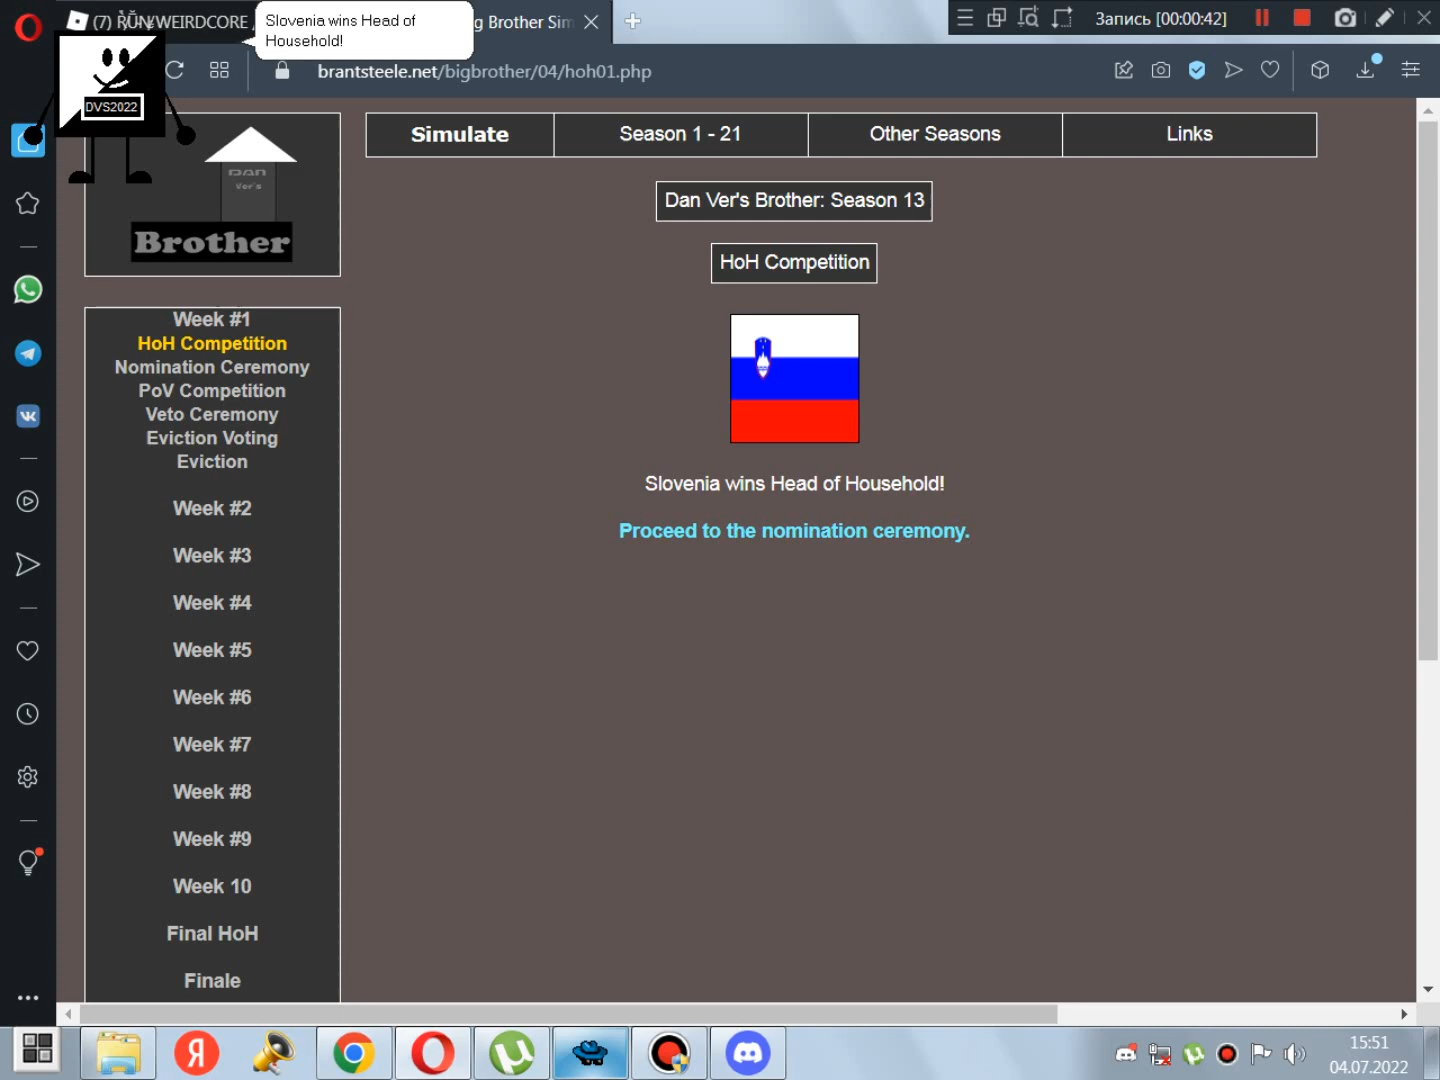 (7) RUN WEIRDCORE
Slovenia wins Head of
Household!
g Brother Sim
Запись [00:00:42]
brantsteele.net/bigbrother/04/hoh01.php
DVS2022
DAN
Ver's
Brother
Simulate
Season 1 - 21
Other Seasons
Links
Dan Ver's Brother: Season 13
HoH Competition
Slovenia wins Head of Household!
Proceed to the nomination ceremony.
Week #1
HoH Competition
Nomination Ceremony
PoV Competition
Veto Ceremony
Eviction Voting
Eviction
Week #2
Week #3
Week #4
Week #5
Week #6
Week #7
Week #8
Week #9
Week 10
Final HoH
Finale
15:51
04.07.2022